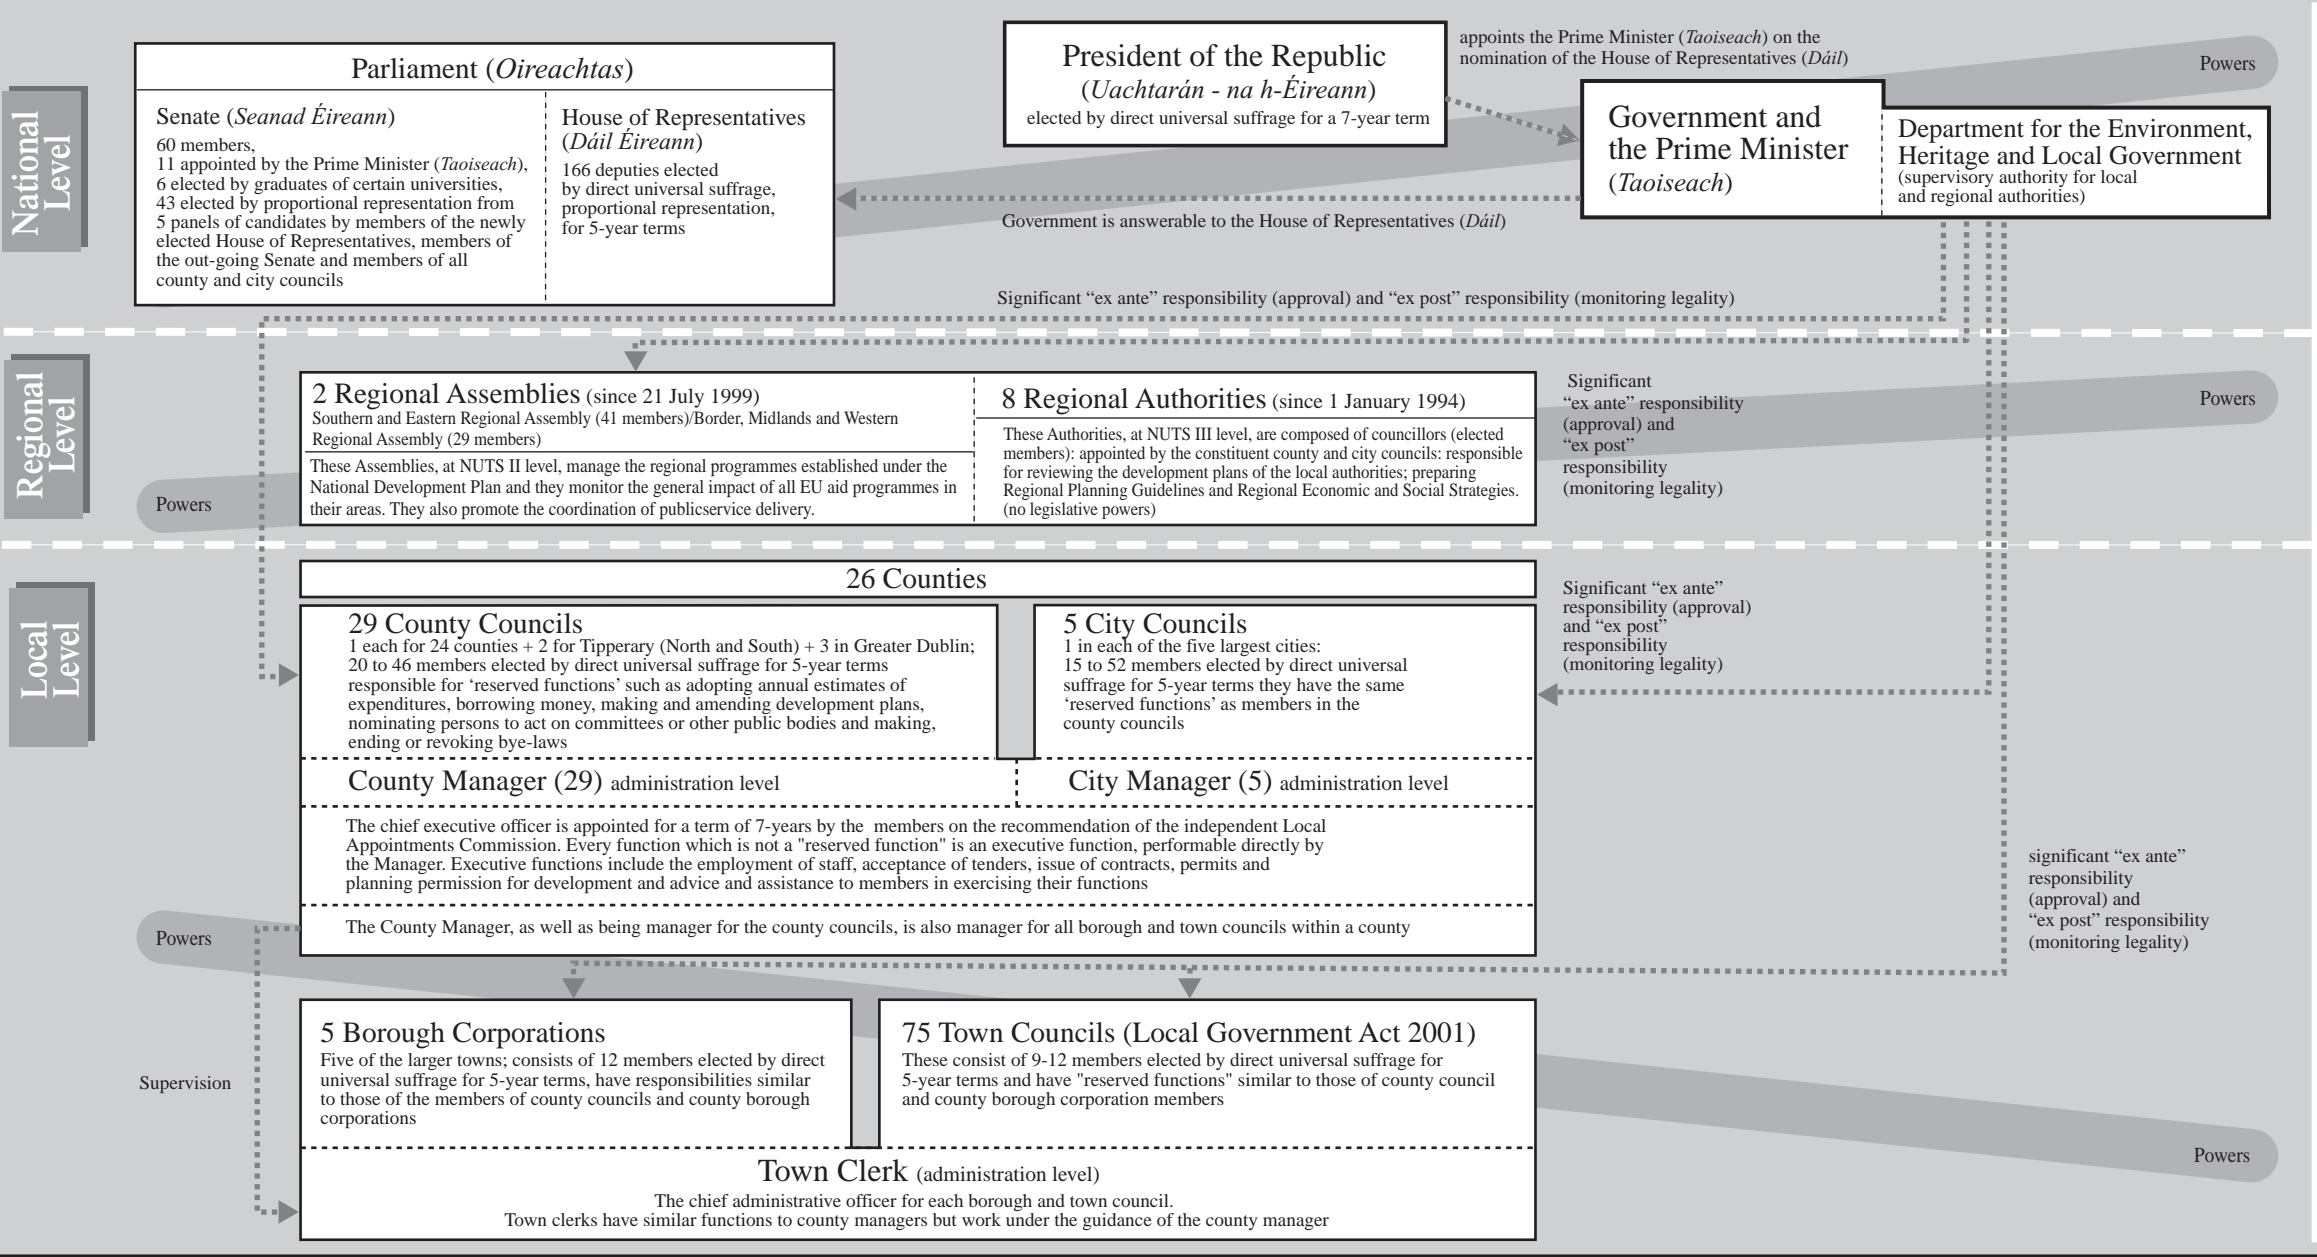 National
Level
Parliament (Oireachtas)
Senate (Seanad Éireann)
60 members,
11 appointed by the Prime Minister (Taoiseach),
6 elected by graduates of certain universities,
43 elected by proportional representation from
5 panels of candidates by members of the newly
elected House of Representatives, members of
the out-going Senate and members of all
county and city councils
House of Representatives
(Dáil Éireann)
166 deputies elected
by direct universal suffrage,
proportional representation,
for 5-year terms
President of the Republic
(Uachtarán - na h-Éireann)
elected by direct universal suffrage for a 7-year term
appoints the Prime Minister (Taoiseach) on the
nomination of the House of Representatives (Dáil)
Powers
Government and
the Prime Minister
(Taoiseach)
Department for the Environment,
Heritage and Local Government
(supervisory authority for local
and regional authorities)
Government is answerable to the House of Representatives (Dáil)
Significant “ex ante” responsibility (approval) and “ex post” responsibility (monitoring legality)
Regional
Level
Powers
2 Regional Assemblies (since 21 July 1999)
Southern and Eastern Regional Assembly (41 members)/Border, Midlands and Western
Regional Assembly (29 members)
These Assemblies, at NUTS II level, manage the regional programmes established under the
National Development Plan and they monitor the general impact of all EU aid programmes in
their areas. They also promote the coordination of publicservice delivery.
8 Regional Authorities (since 1 January 1994)
These Authorities, at NUTS III level, are composed of councillors (elected
members): appointed by the constituent county and city councils: responsible
for reviewing the development plans of the local authorities; preparing
Regional Planning Guidelines and Regional Economic and Social Strategies.
(no legislative powers)
Significant
“ex ante” responsibility
(approval) and
“ex post”
responsibility
(monitoring legality)
Powers
Local
Level
26 Counties
29 County Councils
1 each for 24 counties + 2 for Tipperary (North and South) + 3 in Greater Dublin;
20 to 46 members elected by direct universal suffrage for 5-year terms
responsible for ‘reserved functions’ such as adopting annual estimates of
expenditures, borrowing money, making and amending development plans,
nominating persons to act on committees or other public bodies and making,
ending or revoking bye-laws
5 City Councils
1 in each of the five largest cities:
15 to 52 members elected by direct universal
suffrage for 5-year terms they have the same
‘reserved functions’ as members in the
county councils
Significant “ex ante”
responsibility (approval)
and “ex post”
responsibility
(monitoring legality)
County Manager (29) administration level
City Manager (5) administration level
The chief executive officer is appointed for a term of 7-years by the members on the recommendation of the independent Local
Appointments Commission. Every function which is not a "reserved function" is an executive function, performable directly by
the Manager. Executive functions include the employment of staff, acceptance of tenders, issue of contracts, permits and
planning permission for development and advice and assistance to members in exercising their functions
The County Manager, as well as being manager for the county councils, is also manager for all borough and town councils within a county
Powers
significant “ex ante”
responsibility
(approval) and
“ex post” responsibility
(monitoring legality)
Supervision
5 Borough Corporations
Five of the larger towns; consists of 12 members elected by direct
universal suffrage for 5-year terms, have responsibilities similar
to those of the members of county councils and county borough
corporations
75 Town Councils (Local Government Act 2001)
These consist of 9-12 members elected by direct universal suffrage for
5-year terms and have "reserved functions" similar to those of county council
and county borough corporation members
Powers
Town Clerk (administration level)
The chief administrative officer for each borough and town council.
Town clerks have similar functions to county managers but work under the guidance of the county manager